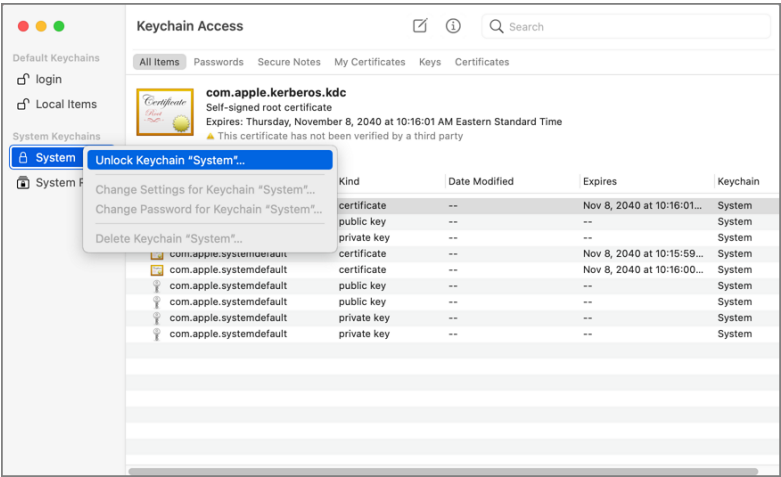 Keychain Access
Search
Default Keychains
login
Local Items
System Keychains
System
System R
All Items Passwords Secure Notes My Certificates Keys Certificates
Certificate
Root
com.apple.kerberos.kdc
Self-signed root certificate
Expires: Thursday, November 8, 2040 at 10:16:01 AM Eastern Standard Time
This certificate has not been verified by a third party
Unlock Keychain “System”...
Change Settings for Keychain “System”...
Change Password for Keychain “System”...
Delete Keychain “System”...
Kind Date Modified Expires Keychain
certificate -- Nov 8, 2040 at 10:16:01... System
public key -- -- System
private key -- -- System
com.apple.systemdefault certificate -- Nov 8, 2040 at 10:15:59... System
com.apple.systemdefault certificate -- Nov 8, 2040 at 10:16:00... System
com.apple.systemdefault public key -- -- System
com.apple.systemdefault public key -- -- System
com.apple.systemdefault private key -- -- System
com.apple.systemdefault private key -- -- System